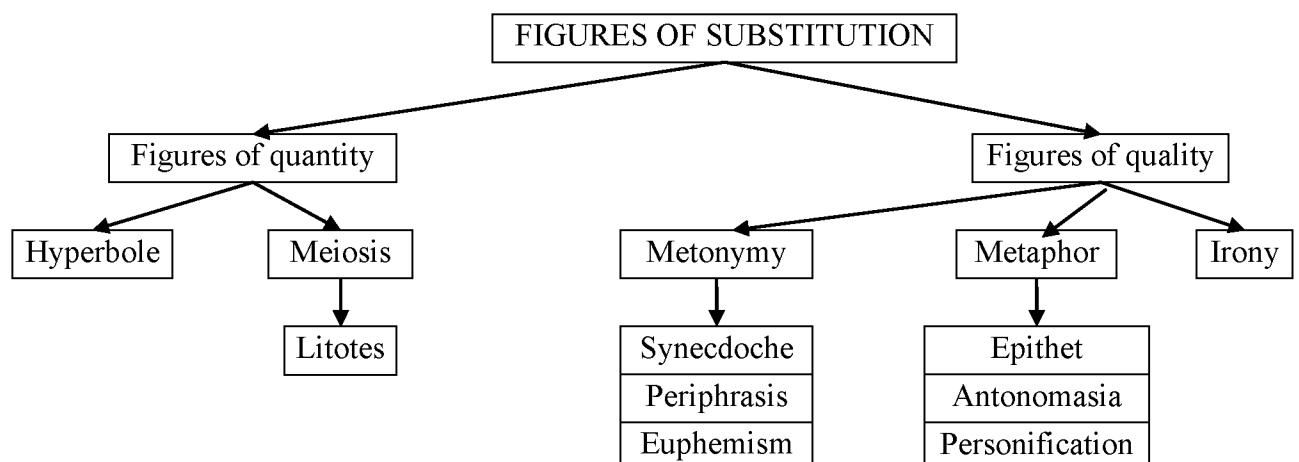 FIGURES OF SUBSTITUTION
Figures of quantity
Figures of quality
Hyperbole
Meiosis
Metonymy
Metaphor
Irony
Litotes
Synecdoche
Periphrasis
Euphemism
Epithet
Antonomasia
Personification